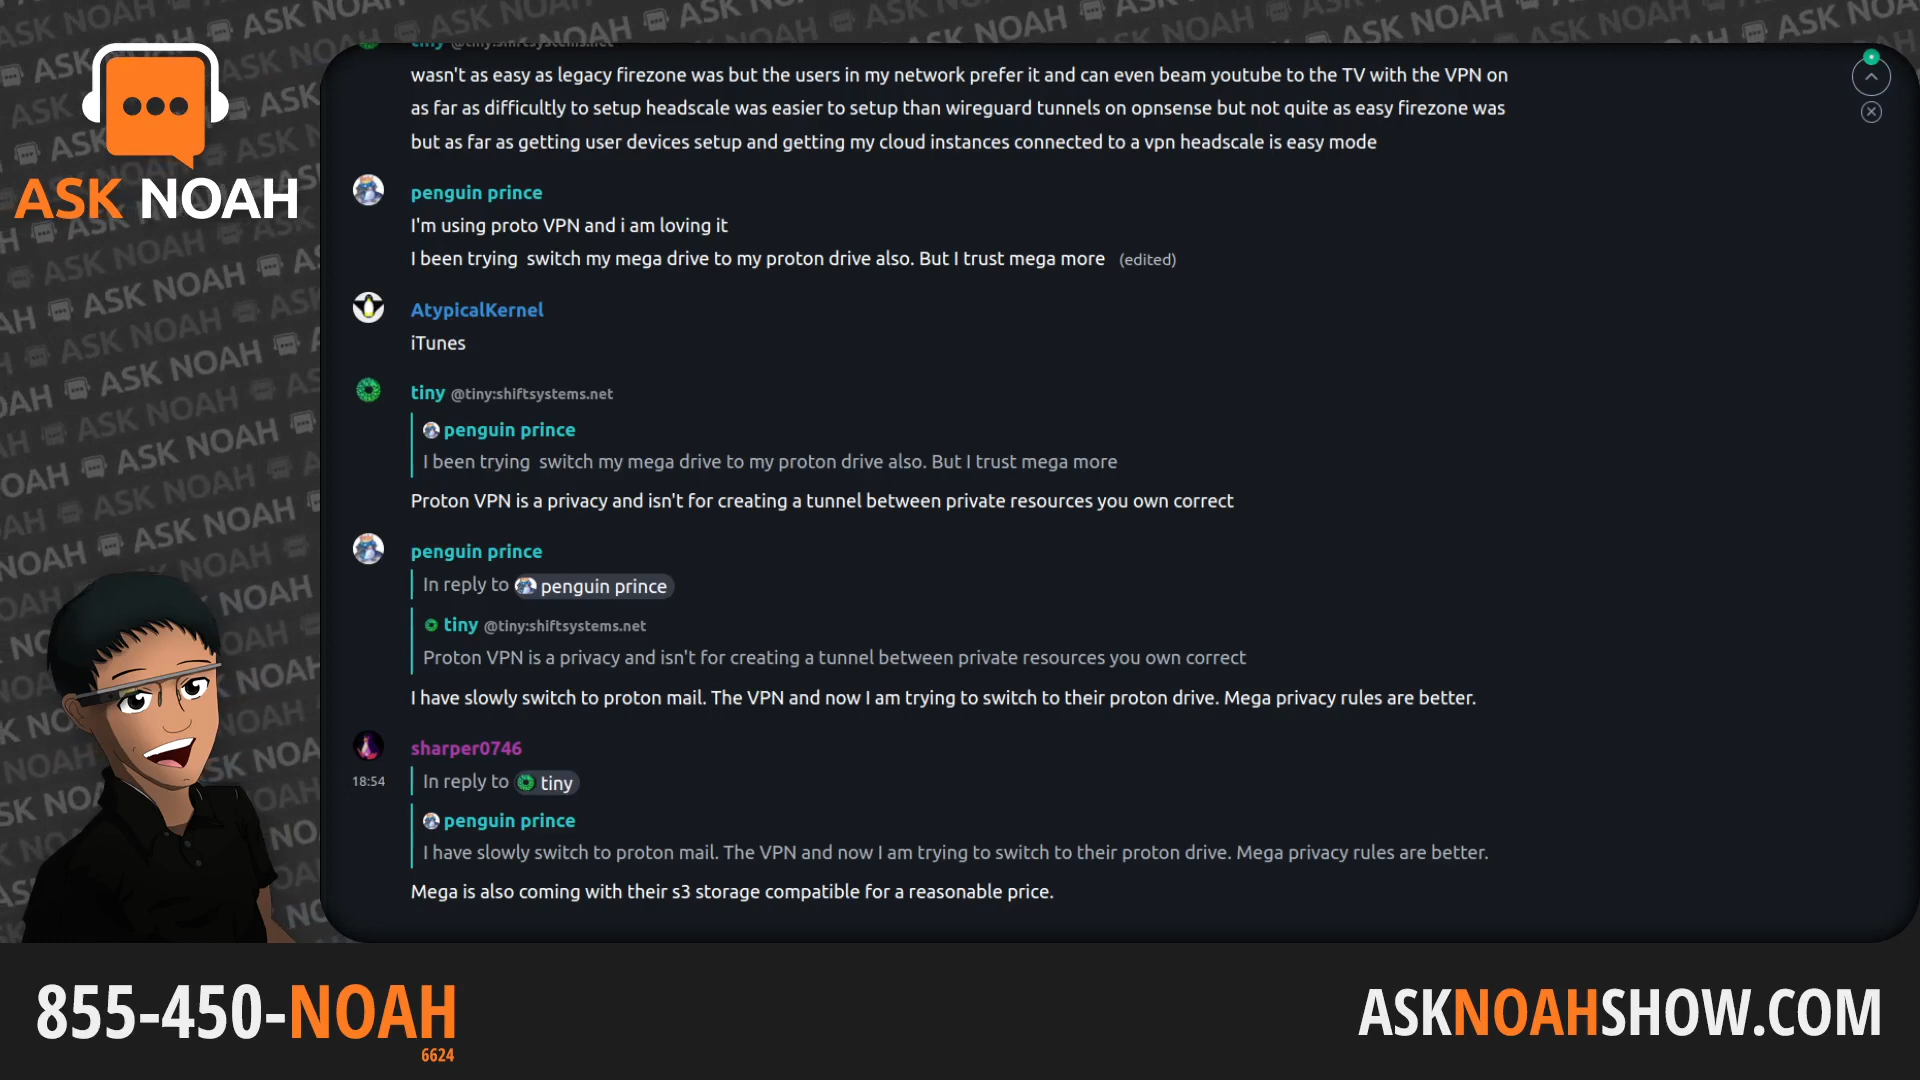 ASK NOAH
tiny @tiny:shiftsystems.net
wasn't as easy as legacy firezone was but the users in my network prefer it and can even beam youtube to the TV with the VPN on
as far as difficultly to setup headscale was easier to setup than wireguard tunnels on opnsense but not quite as easy firezone was
but as far as getting user devices setup and getting my cloud instances connected to a vpn headscale is easy mode
penguin prince
I'm using proto VPN and i am loving it
I been trying  switch my mega drive to my proton drive also. But I trust mega more (edited)
AtypicalKernel
iTunes
tiny @tiny:shiftsystems.net
penguin prince
I been trying  switch my mega drive to my proton drive also. But I trust mega more
Proton VPN is a privacy and isn't for creating a tunnel between private resources you own correct
penguin prince
In reply to penguin prince
tiny @tiny:shiftsystems.net
Proton VPN is a privacy and isn't for creating a tunnel between private resources you own correct
I have slowly switch to proton mail. The VPN and now I am trying to switch to their proton drive. Mega privacy rules are better.
sharper0746
18:54
In reply to tiny
penguin prince
I have slowly switch to proton mail. The VPN and now I am trying to switch to their proton drive. Mega privacy rules are better.
Mega is also coming with their s3 storage compatible for a reasonable price.
855-450-NOAH
6624
ASKNOAHSHOW.COM